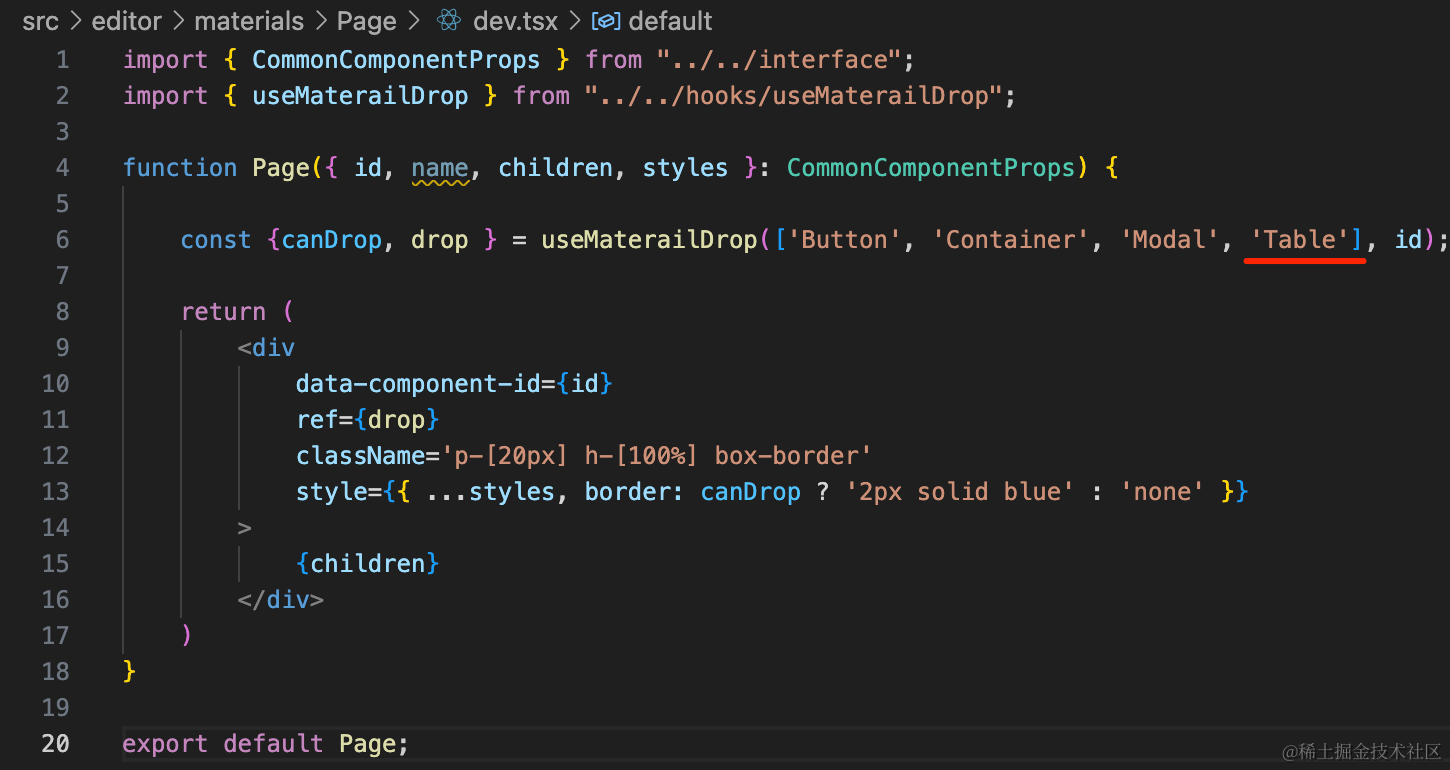 src > editor > materials > Page > dev.tsx > default
1 import { CommonComponentProps } from "../../interface";
2 import { useMaterailDrop } from "../../hooks/useMaterailDrop";
3
4 function Page({ id, name, children, styles }: CommonComponentProps) {
5
6 const {canDrop, drop } = useMaterailDrop(['Button', 'Container', 'Modal', 'Table'], id);
7
8 return (
9 <div
10 data-component-id={id}
11 ref={drop}
12 className='p-[20px] h-[100%] box-border'
13 style={{ ...styles, border: canDrop ? '2px solid blue' : 'none' }}
14 >
15 {children}
16 </div>
17 )
18 }
19
20 export default Page;
@稀土掘金技术社区